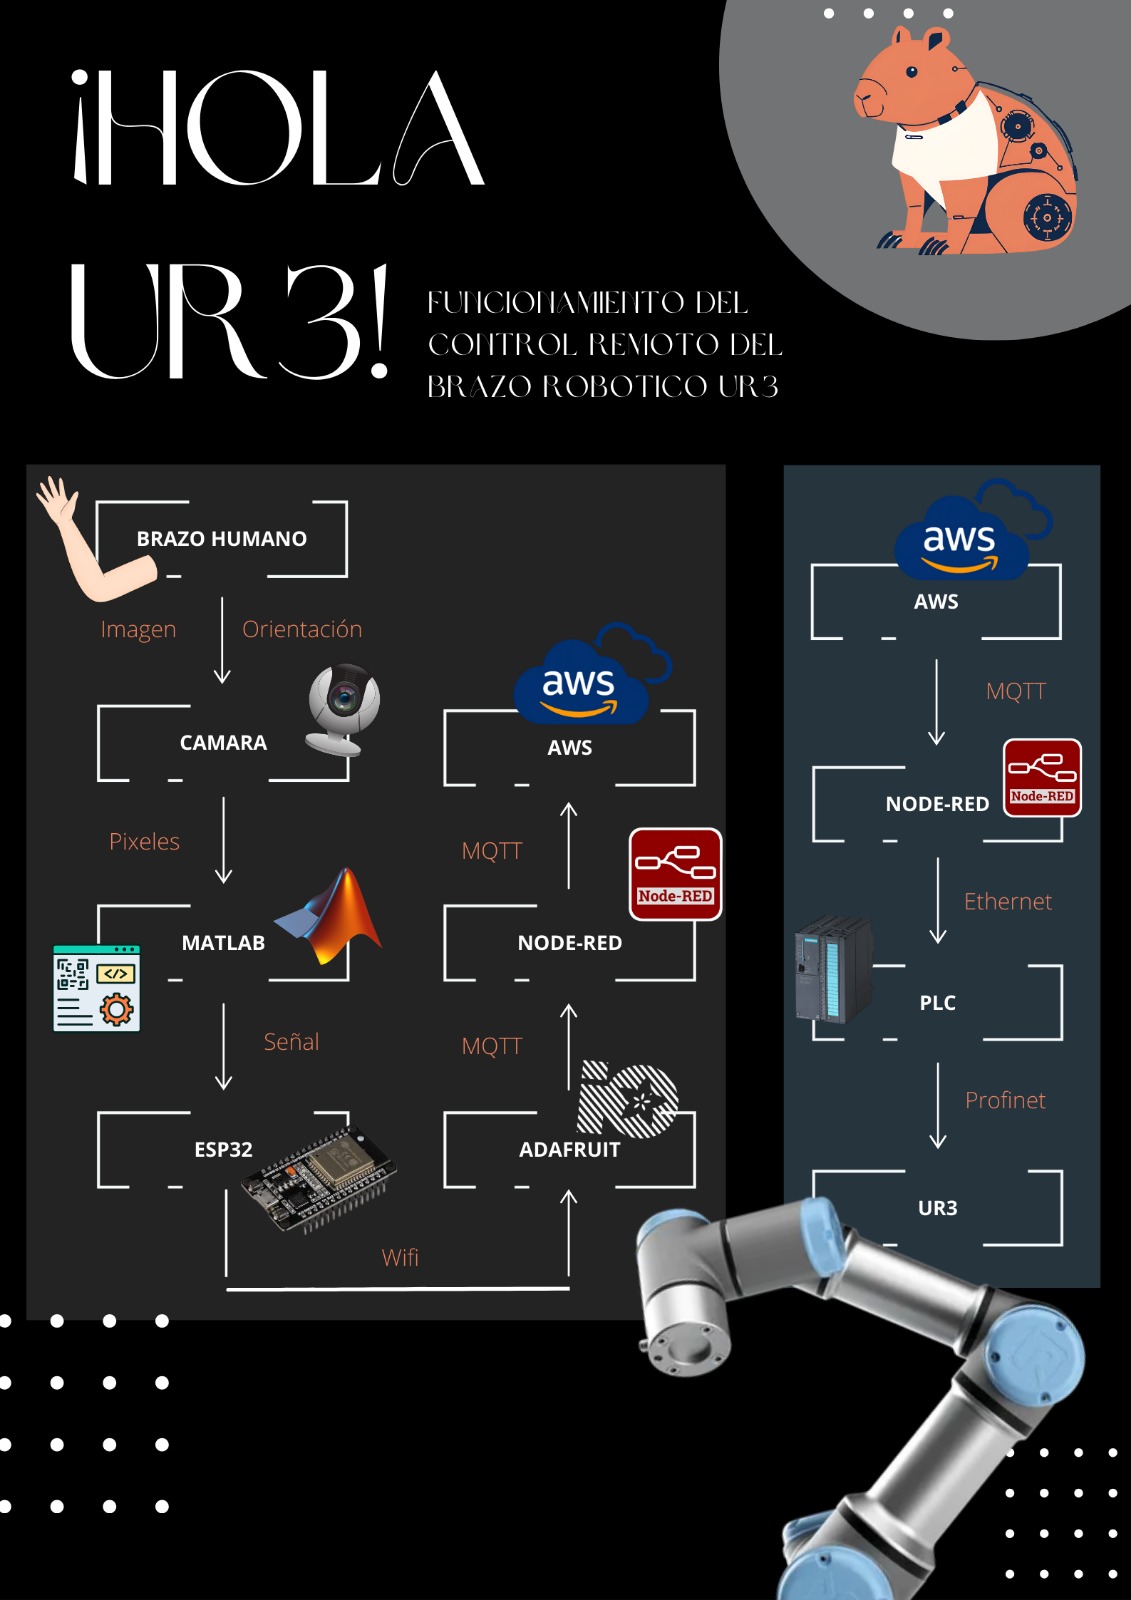 ¡HOLA
UR3!
FUNCIONAMIENTO DEL
CONTROL REMOTO DEL
BRAZO ROBOTICO UR3
BRAZO HUMANO
Imagen
Orientación
CAMARA
Pixeles
MATLAB
</>
Señal
ESP32
Wifi
ADAFRUIT
iO
MQTT
NODE-RED
Node-RED
MQTT
aws
AWS
aws
AWS
MQTT
NODE-RED
Node-RED
Ethernet
PLC
Profinet
UR3